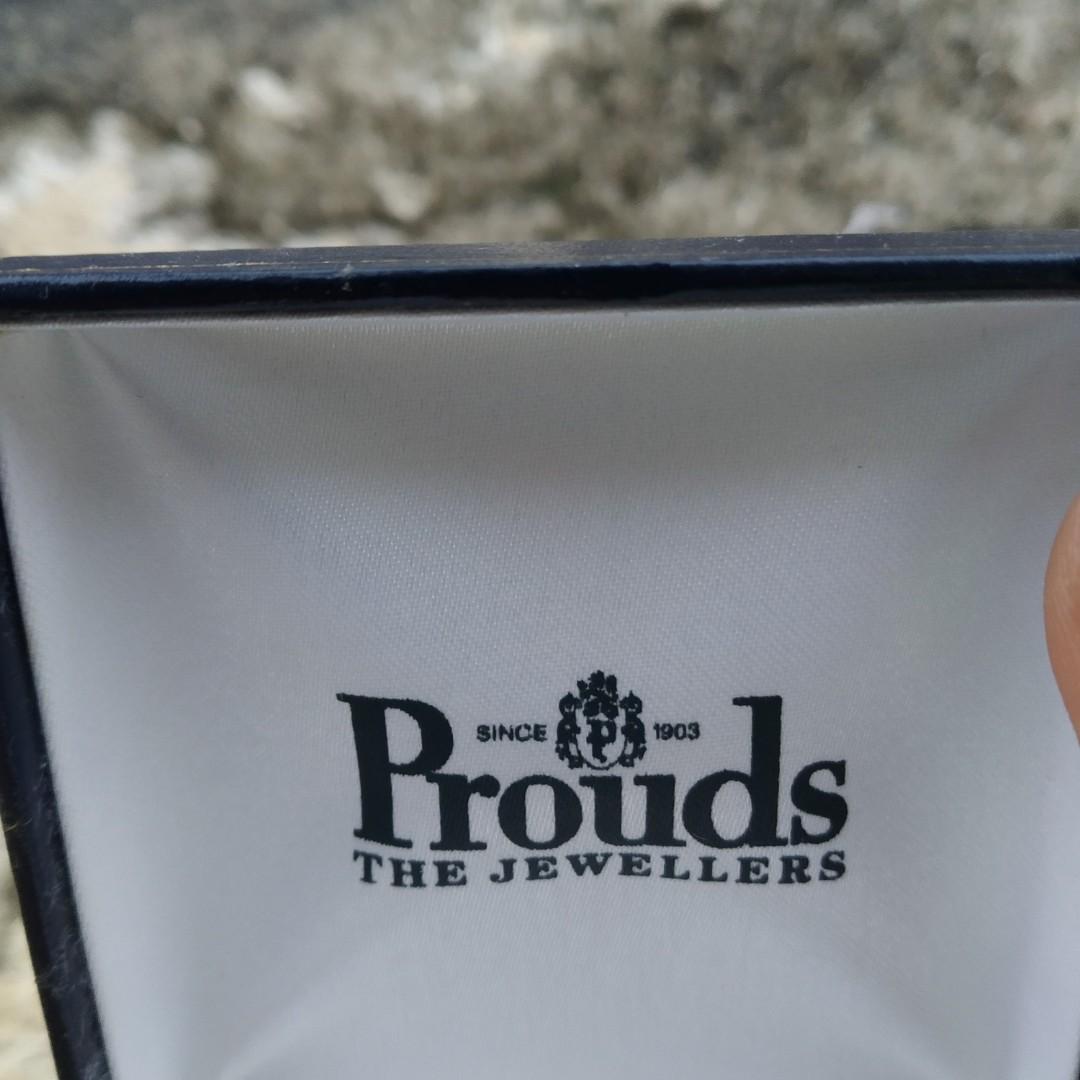 SINCE 1903
Prouds
THE JEWELLERS